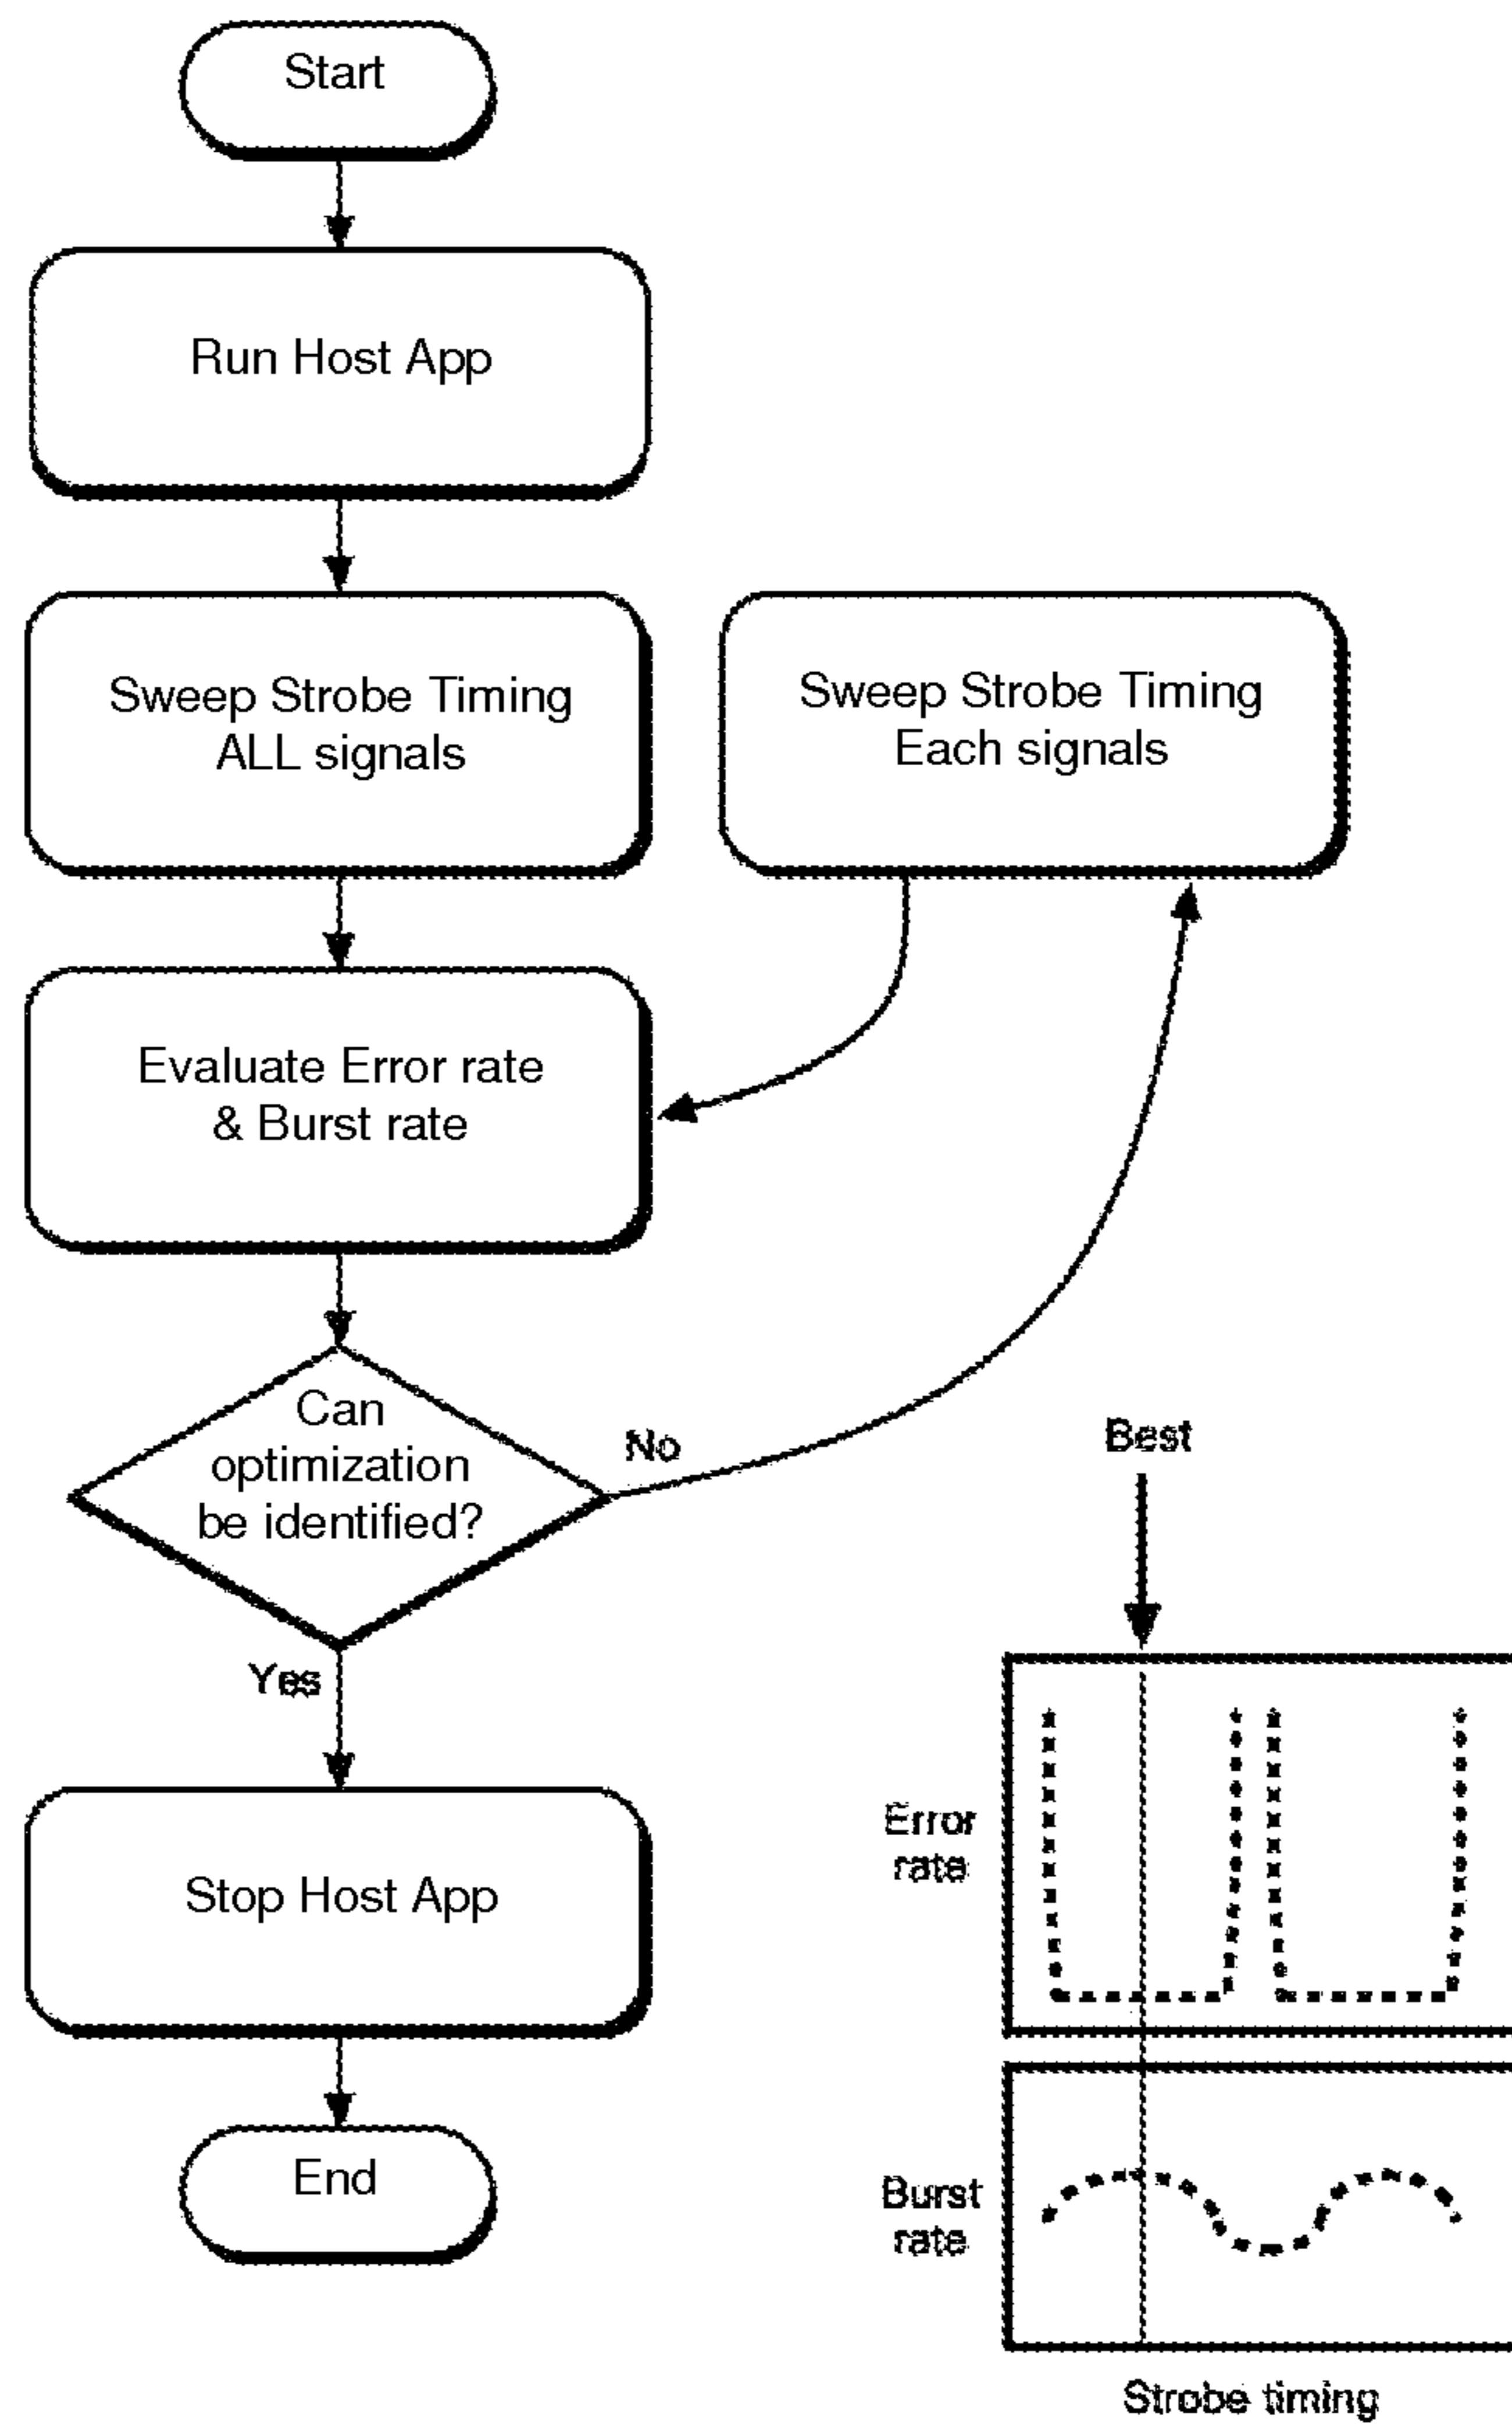 Start
Run Host App
Sweep Strobe Timing
ALL signals
Sweep Strobe Timing
Each signals
Evaluate Error rate
& Burst rate
Can
optimization
be identified?
No
Yes
Stop Host App
End
Best
Error
rate
Burst
rate
Strobe timing